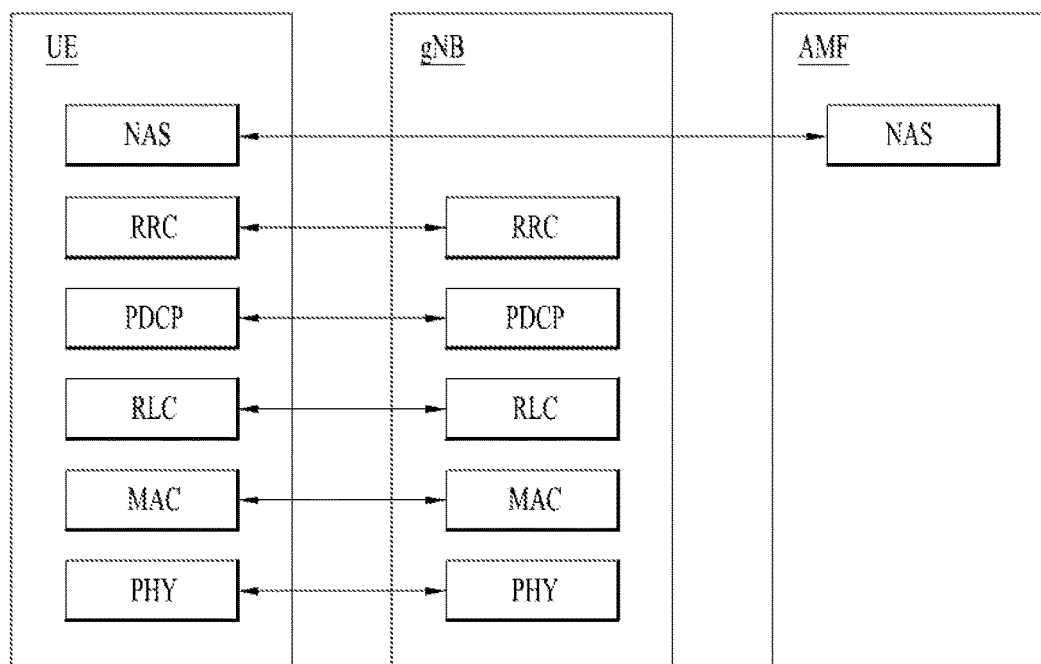 UE
gNB
AMF
NAS
NAS
RRC
RRC
PDCP
PDCP
RLC
RLC
MAC
MAC
PHY
PHY